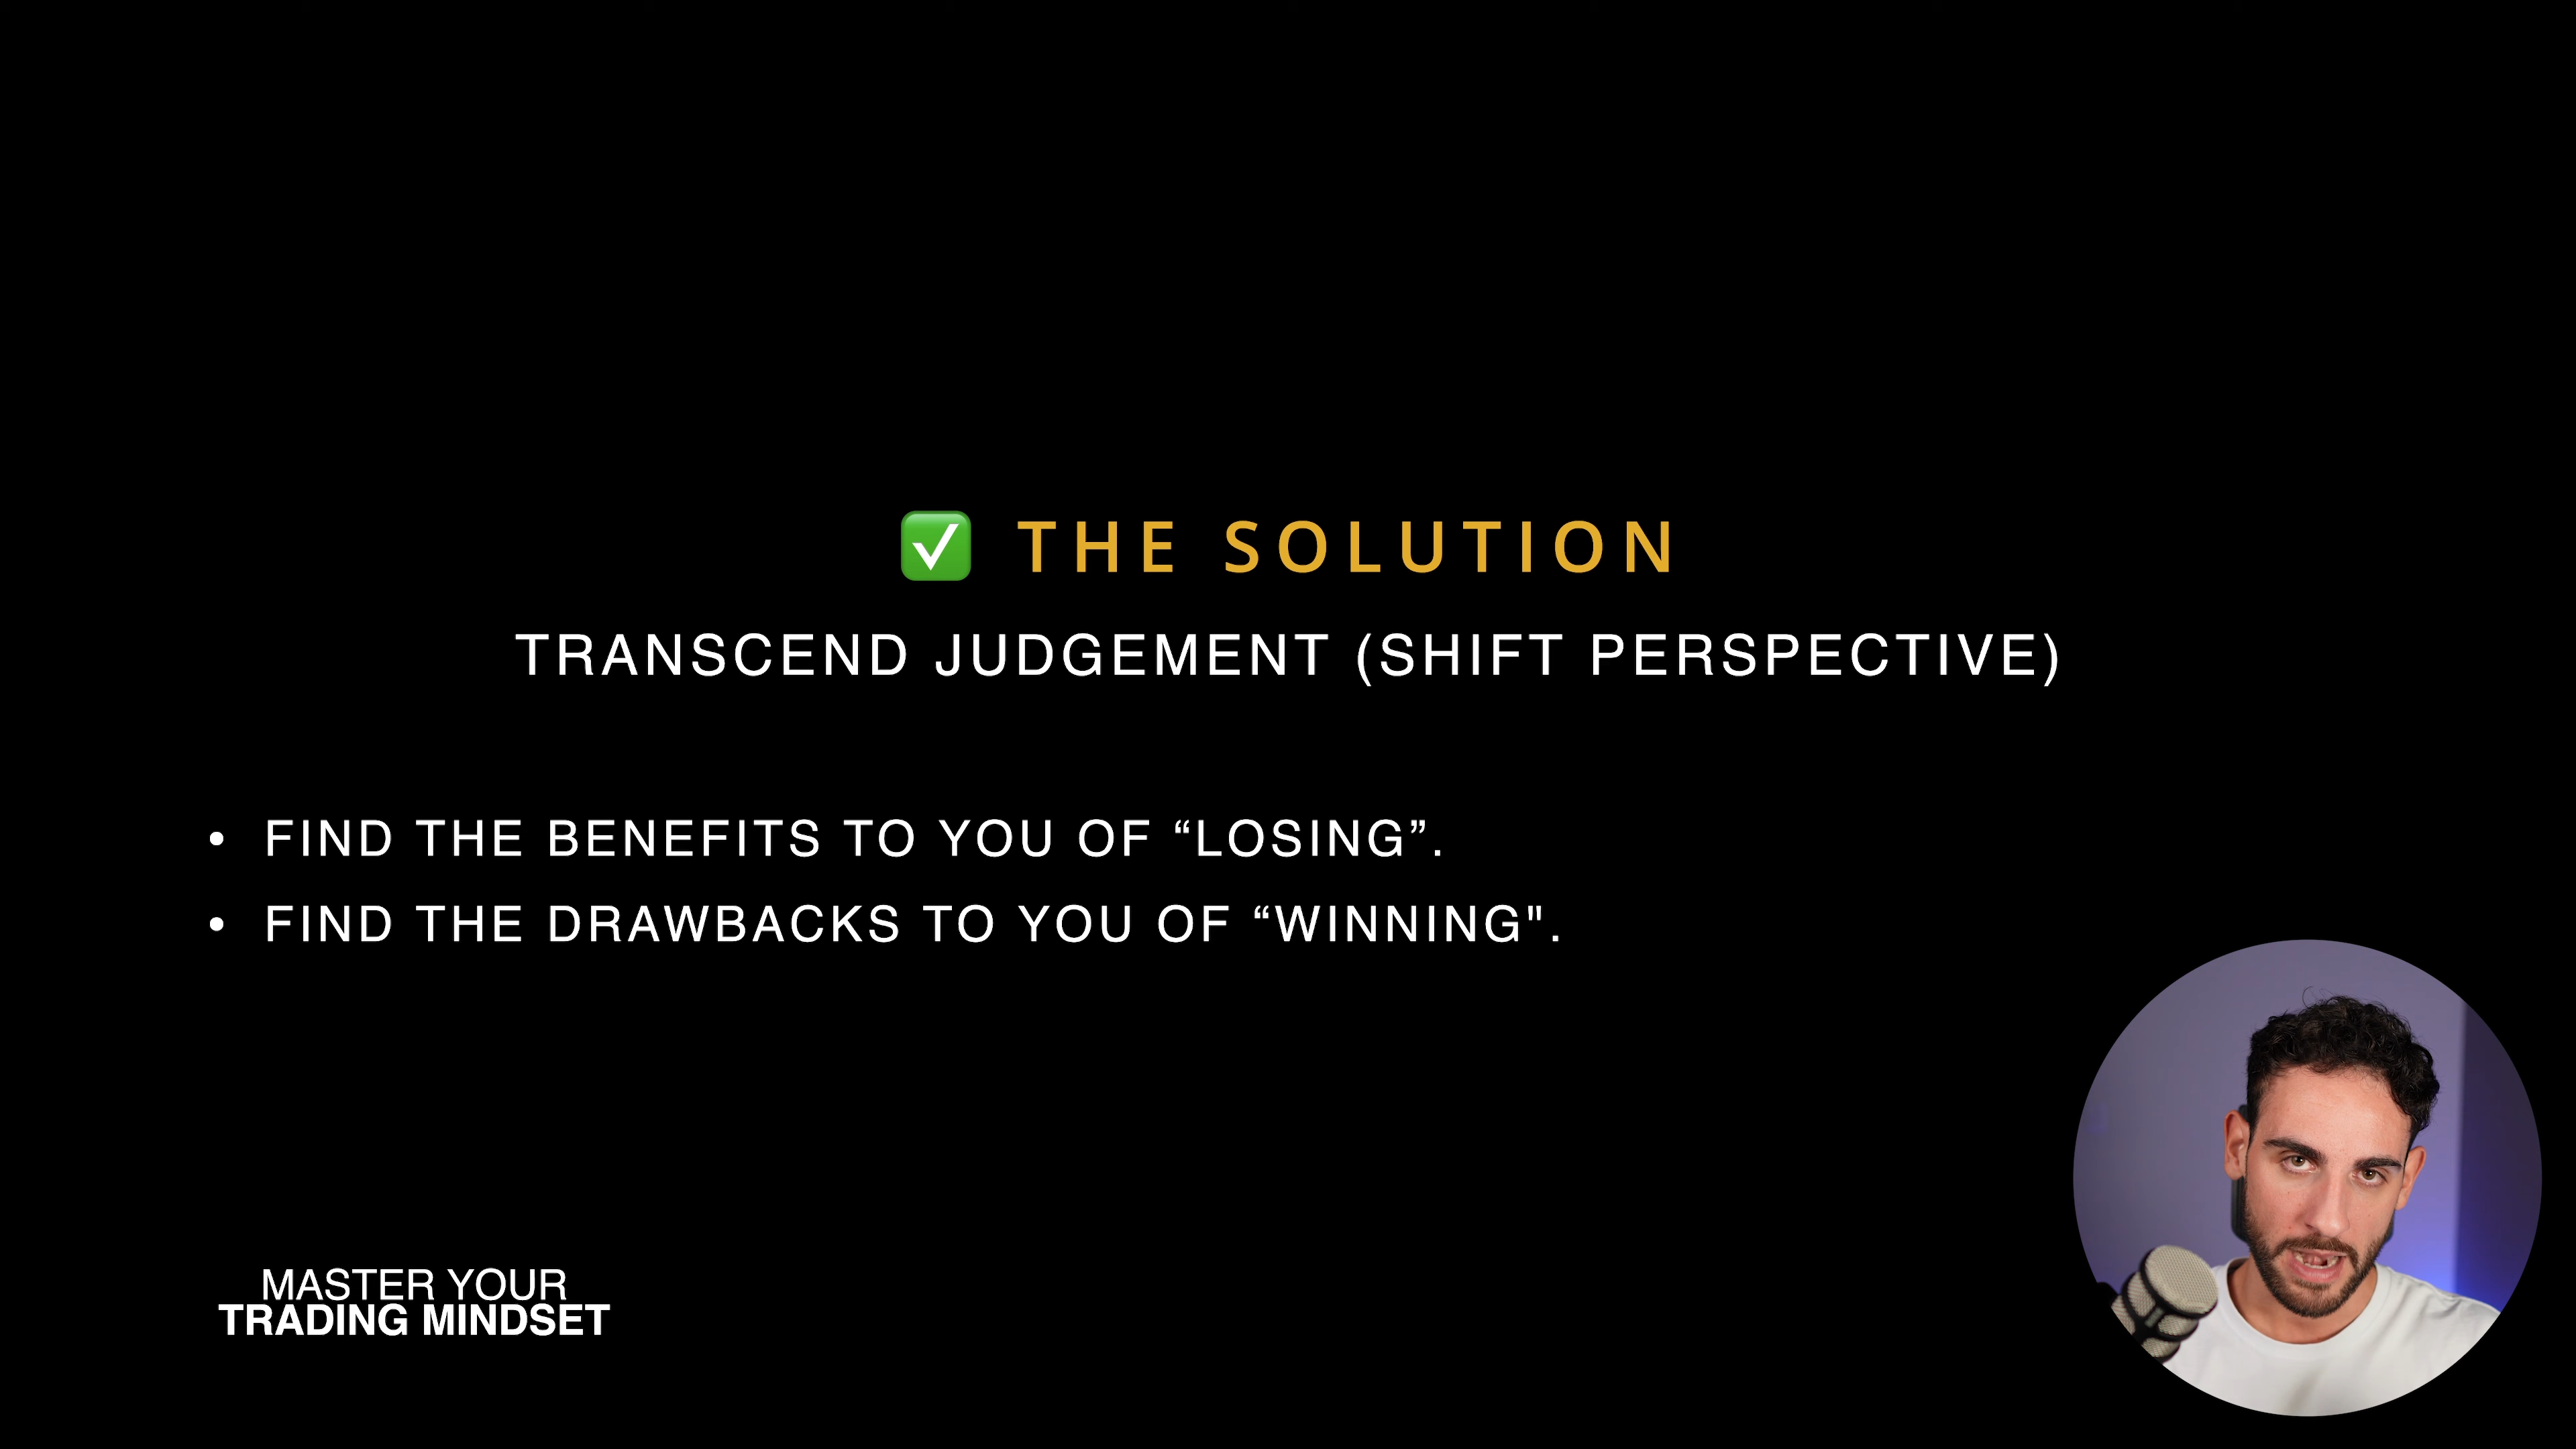 ✅ THE SOLUTION
TRANSCEND JUDGEMENT (SHIFT PERSPECTIVE)
• FIND THE BENEFITS TO YOU OF “LOSING”.
• FIND THE DRAWBACKS TO YOU OF “WINNING".
MASTER YOUR
TRADING MINDSET